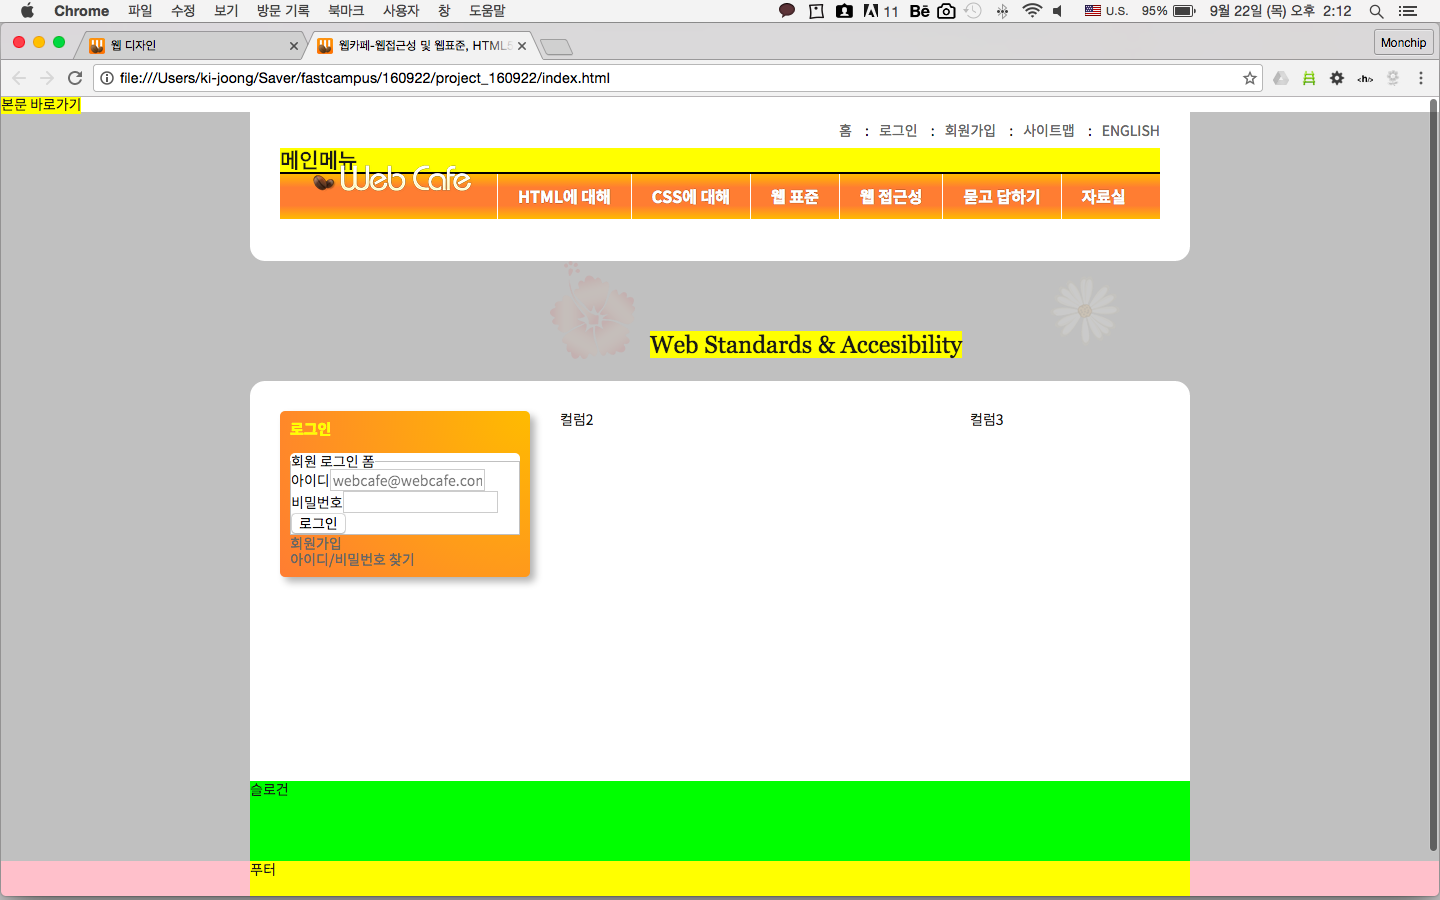 Chrome 파일 수정 보기 방문 기록 북마크 사용자 창 도움말 11 Bē U.S. 95% 9월 22일 (목) 오후 2:12
웹 디자인
웹카페-웹접근성 및 웹표준, HTML5
Monchip
file:///Users/ki-joong/Saver/fastcampus/160922/project_160922/index.html
본문 바로가기
홈 : 로그인 : 회원가입 : 사이트맵 : ENGLISH
메인메뉴
Web Cafe
HTML에 대해 CSS에 대해 웹 표준 웹 접근성 묻고 답하기 자료실
Web Standards & Accesibility
로그인
회원 로그인 폼
아이디 webcafe@webcafe.com
비밀번호
로그인
회원가입
아이디/비밀번호 찾기
컬럼2
컬럼3
슬로건
푸터